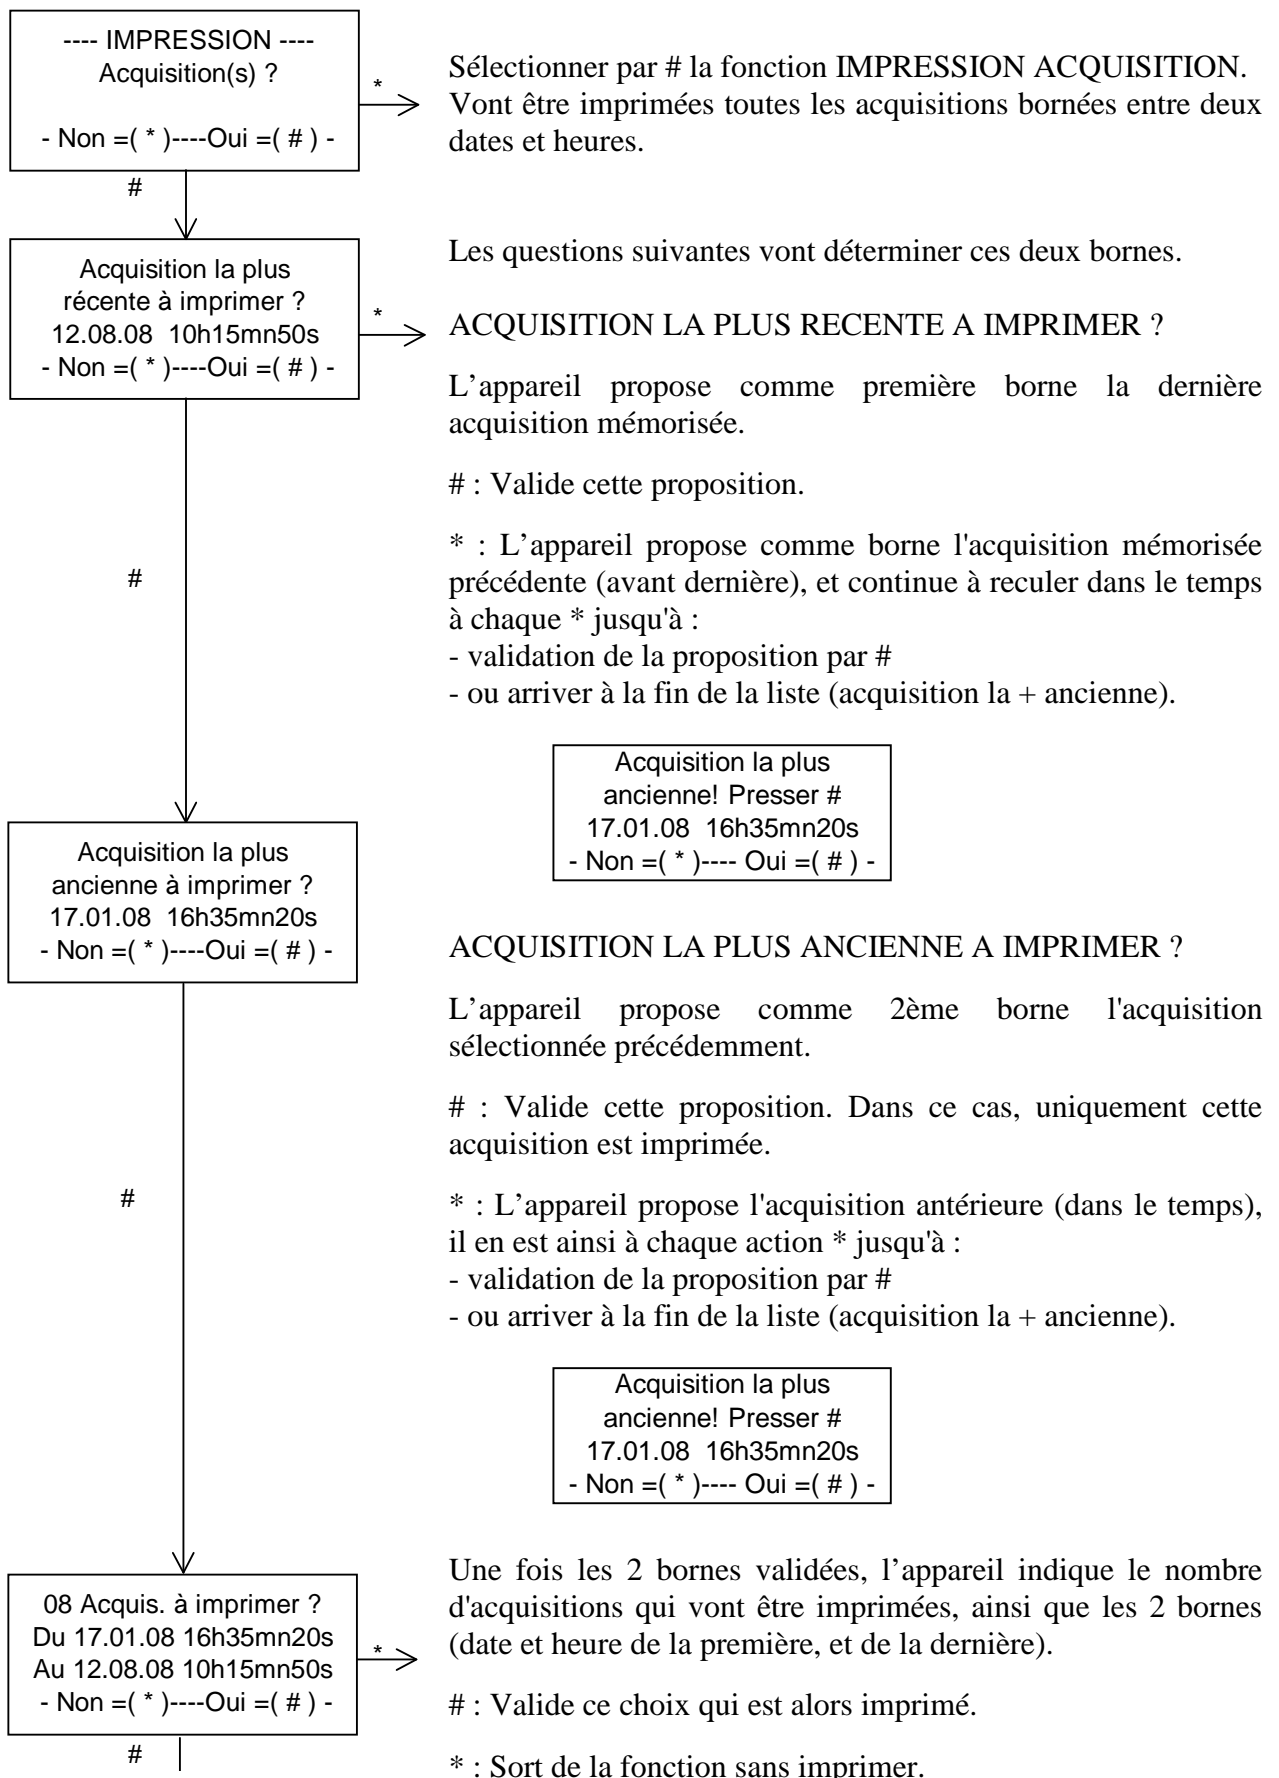 ---- IMPRESSION ----
Acquisition(s) ?
- Non =( * )----Oui =( # ) -
*
Sélectionner par # la fonction IMPRESSION ACQUISITION.
Vont être imprimées toutes les acquisitions bornées entre deux
dates et heures.
#
Acquisition la plus
récente à imprimer ?
12.08.08 10h15mn50s
- Non =( * )----Oui =( # ) -
*
Les questions suivantes vont déterminer ces deux bornes.
ACQUISITION LA PLUS RECENTE A IMPRIMER ?
L’appareil propose comme première borne la dernière
acquisition mémorisée.
# : Valide cette proposition.
* : L’appareil propose comme borne l'acquisition mémorisée
précédente (avant dernière), et continue à reculer dans le temps
à chaque * jusqu'à :
- validation de la proposition par #
- ou arriver à la fin de la liste (acquisition la + ancienne).
#
Acquisition la plus
ancienne! Presser #
17.01.08 16h35mn20s
- Non =( * )---- Oui =( # ) -
Acquisition la plus
ancienne à imprimer ?
17.01.08 16h35mn20s
- Non =( * )----Oui =( # ) -
ACQUISITION LA PLUS ANCIENNE A IMPRIMER ?
L’appareil propose comme 2ème borne l'acquisition
sélectionnée précédemment.
# : Valide cette proposition. Dans ce cas, uniquement cette
acquisition est imprimée.
* : L'appareil propose l'acquisition antérieure (dans le temps),
il en est ainsi à chaque action * jusqu'à :
- validation de la proposition par #
- ou arriver à la fin de la liste (acquisition la + ancienne).
#
Acquisition la plus
ancienne! Presser #
17.01.08 16h35mn20s
- Non =( * )---- Oui =( # ) -
08 Acquis. à imprimer ?
Du 17.01.08 16h35mn20s
Au 12.08.08 10h15mn50s
- Non =( * )----Oui =( # ) -
*
#
Une fois les 2 bornes validées, l’appareil indique le nombre
d'acquisitions qui vont être imprimées, ainsi que les 2 bornes
(date et heure de la première, et de la dernière).
# : Valide ce choix qui est alors imprimé.
* : Sort de la fonction sans imprimer.